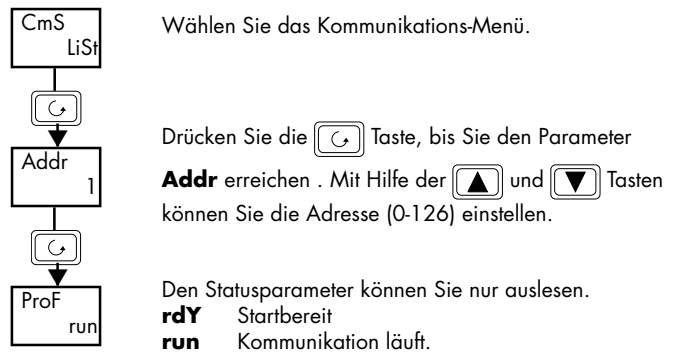 CmS
LiSt
Wählen Sie das Kommunikations-Menü.
Drücken Sie die Taste, bis Sie den Parameter
Addr
1
Addr erreichen . Mit Hilfe der und Tasten
können Sie die Adresse (0-126) einstellen.
ProF
run
Den Statusparameter können Sie nur auslesen.
rdY Startbereit
run Kommunikation läuft.